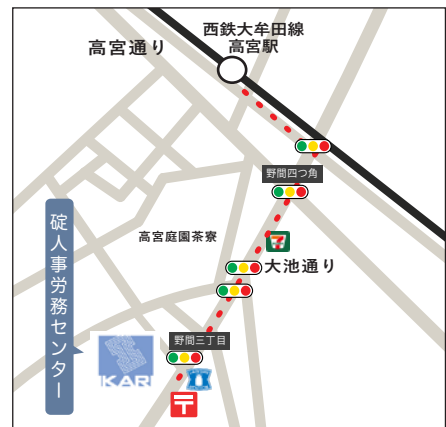 西鉄大牟田線
高宮駅
高宮通り
野間四つ角
高宮庭園茶寮
大池通り
野間三丁目
碇人事労務センター
IKARI